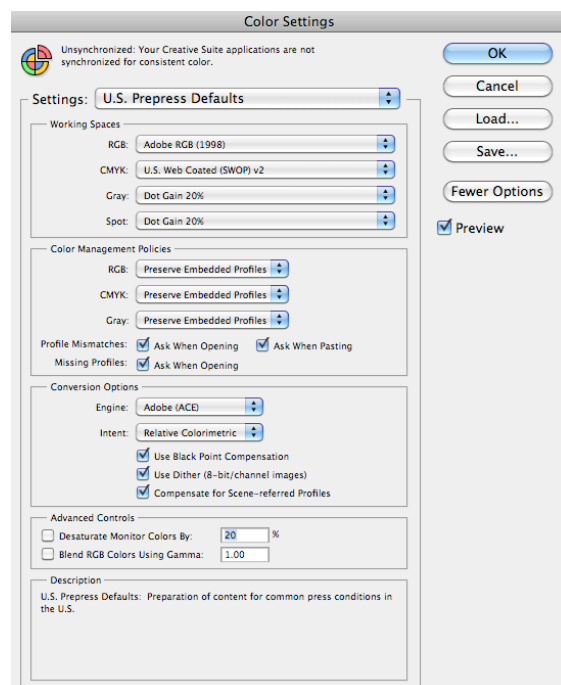 Color Settings
Unsynchronized: Your Creative Suite applications are not
synchronized for consistent color.
OK
Cancel
Load...
Save...
Fewer Options
Preview
Settings: U.S. Prepress Defaults
Working Spaces
RGB: Adobe RGB (1998)
CMYK: U.S. Web Coated (SWOP) v2
Gray: Dot Gain 20%
Spot: Dot Gain 20%
Color Management Policies
RGB: Preserve Embedded Profiles
CMYK: Preserve Embedded Profiles
Gray: Preserve Embedded Profiles
Profile Mismatches: Ask When Opening Ask When Pasting
Missing Profiles: Ask When Opening
Conversion Options
Engine: Adobe (ACE)
Intent: Relative Colorimetric
Use Black Point Compensation
Use Dither (8-bit/channel images)
Compensate for Scene-referred Profiles
Advanced Controls
Desaturate Monitor Colors By: 20 %
Blend RGB Colors Using Gamma: 1.00
Description
U.S. Prepress Defaults: Preparation of content for common press conditions in
the U.S.